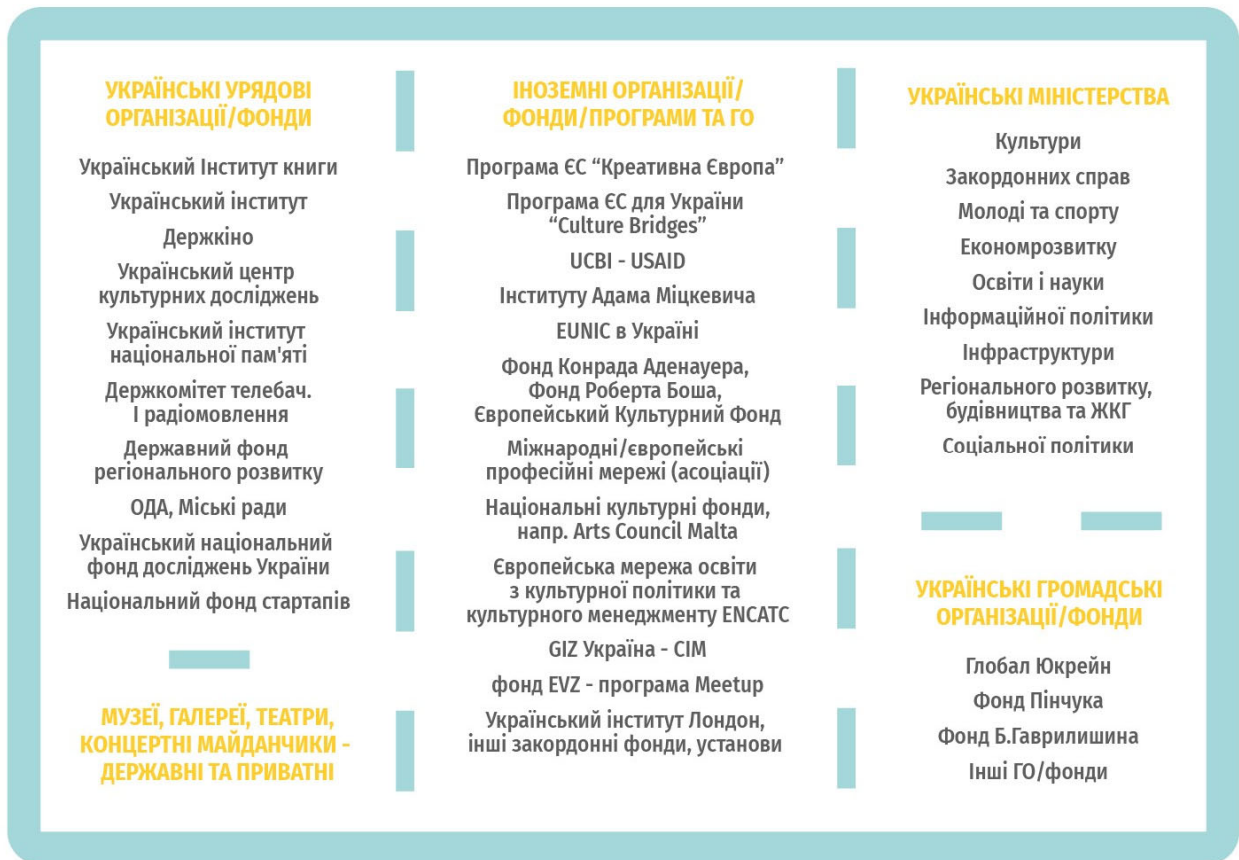 УКРАЇНСЬКІ УРЯДОВІ
ОРГАНІЗАЦІЇ/ФОНДИ
Український Інститут книги
Український інститут
Держкіно
Український центр
культурних досліджень
Український інститут
національної пам'яті
Держкомітет телебач.
І радіомовлення
Державний фонд
регіонального розвитку
ОДА, Міські ради
Український національний
фонд досліджень України
Національний фонд стартапів
МУЗЕЇ, ГАЛЕРЕЇ, ТЕАТРИ,
КОНЦЕРТНІ МАЙДАНЧИКИ -
ДЕРЖАВНІ ТА ПРИВАТНІ
ІНОЗЕМНІ ОРГАНІЗАЦІЇ/
ФОНДИ/ПРОГРАМИ ТА ГО
Програма ЄС “Креативна Європа”
Програма ЄС для України
“Culture Bridges”
UCBI - USAID
Інституту Адама Міцкевича
EUNIC в Україні
Фонд Конрада Аденауера,
Фонд Роберта Боша,
Європейський Культурний Фонд
Міжнародні/європейські
професійні мережі (асоціації)
Національні культурні фонди,
напр. Arts Council Malta
Європейська мережа освіти
з культурної політики та
культурного менеджменту ENCATC
GIZ Україна - CIM
фонд EVZ - програма Meetup
Український інститут Лондон,
інші закордонні фонди, установи
УКРАЇНСЬКІ МІНІСТЕРСТВА
Культури
Закордонних справ
Молоді та спорту
Економрозвитку
Освіти і науки
Інформаційної політики
Інфраструктури
Регіонального розвитку,
будівництва та ЖКГ
Соціальної політики
УКРАЇНСЬКІ ГРОМАДСЬКІ
ОРГАНІЗАЦІЇ/ФОНДИ
Глобал Юкрейн
Фонд Пінчука
Фонд Б.Гаврилишина
Інші ГО/фонди